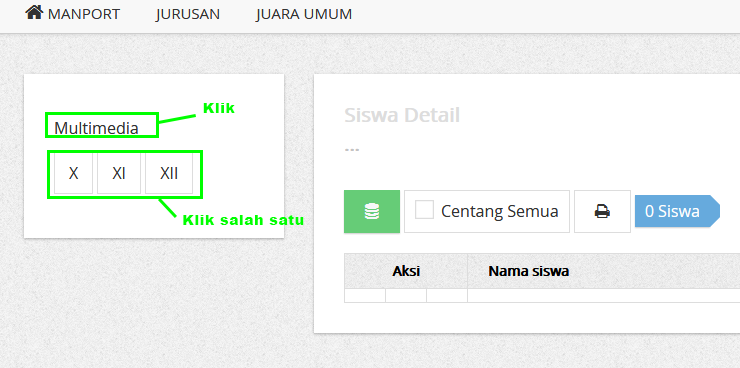 MANPORT JURUSAN JUARA UMUM
Klik
Multimedia
X XI XII
Klik salah satu
Siswa Detail
...
Centang Semua 0 Siswa
Aksi Nama siswa